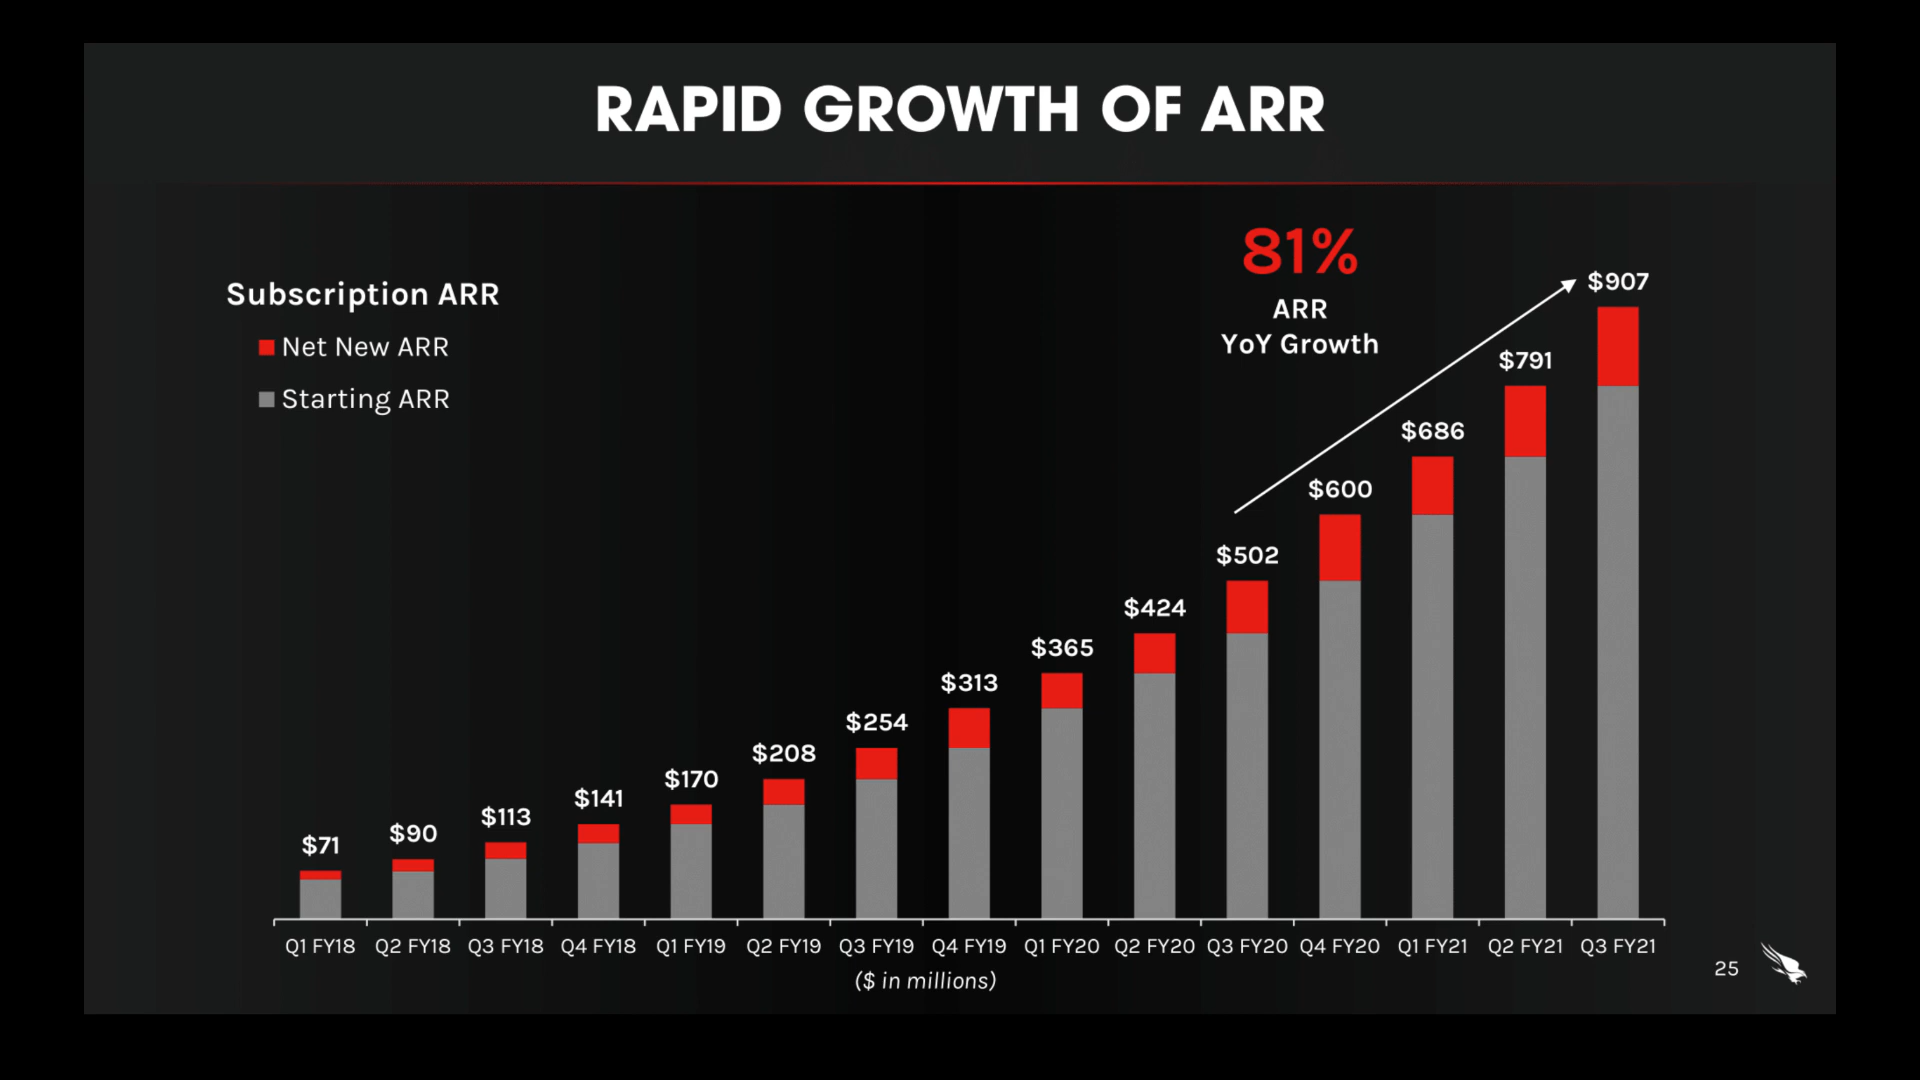 RAPID GROWTH OF ARR
81%
ARR
YoY Growth
Subscription ARR
Net New ARR
Starting ARR
$71
$90
$113
$141
$170
$208
$254
$313
$365
$424
$502
$600
$686
$791
$907
Q1 FY18 Q2 FY18 Q3 FY18 Q4 FY18 Q1 FY19 Q2 FY19 Q3 FY19 Q4 FY19 Q1 FY20 Q2 FY20 Q3 FY20 Q4 FY20 Q1 FY21 Q2 FY21 Q3 FY21
($ in millions)
25